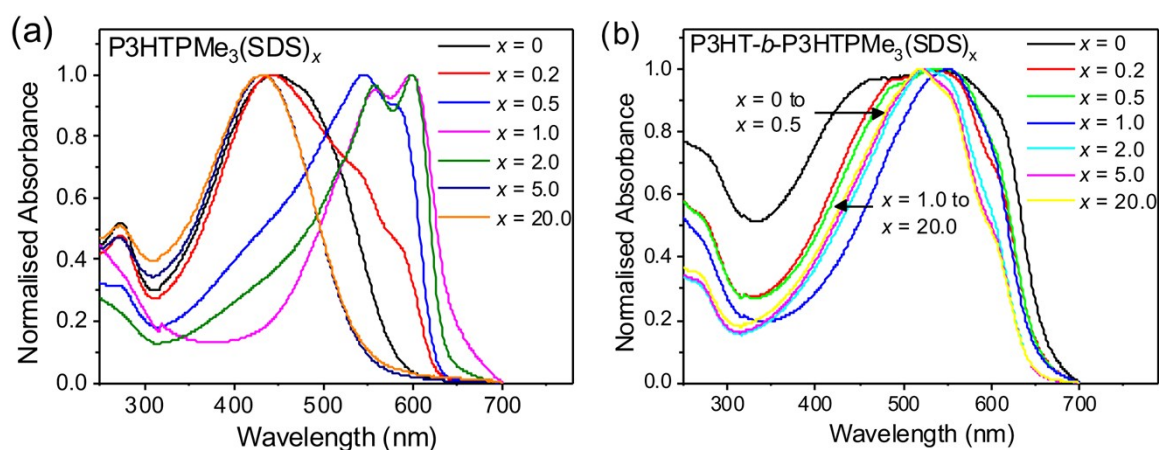 (a)
P3HTPMe₃(SDS)ₓ
x = 0
x = 0.2
x = 0.5
x = 1.0
x = 2.0
x = 5.0
x = 20.0
1.0
0.8
0.6
0.4
0.2
0.0
Normalised Absorbance
300 400 500 600 700
Wavelength (nm)
(b)
P3HT-b-P3HTPMe₃(SDS)ₓ
x = 0
x = 0.2
x = 0.5
x = 1.0
x = 2.0
x = 5.0
x = 20.0
x = 0 to
x = 0.5
x = 1.0 to
x = 20.0
1.0
0.8
0.6
0.4
0.2
0.0
Normalised Absorbance
300 400 500 600 700
Wavelength (nm)